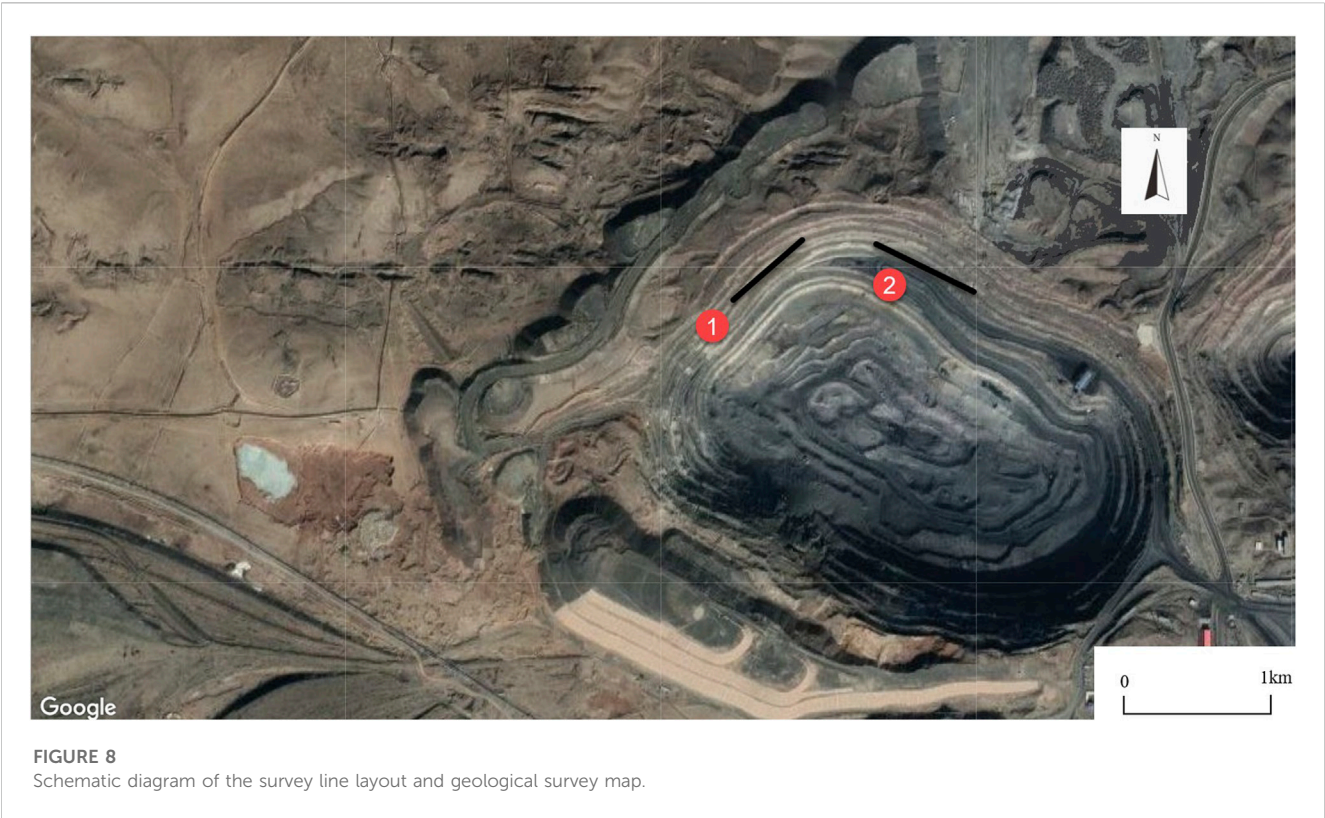 N
1
2
0
1km
Google
FIGURE 8
Schematic diagram of the survey line layout and geological survey map.